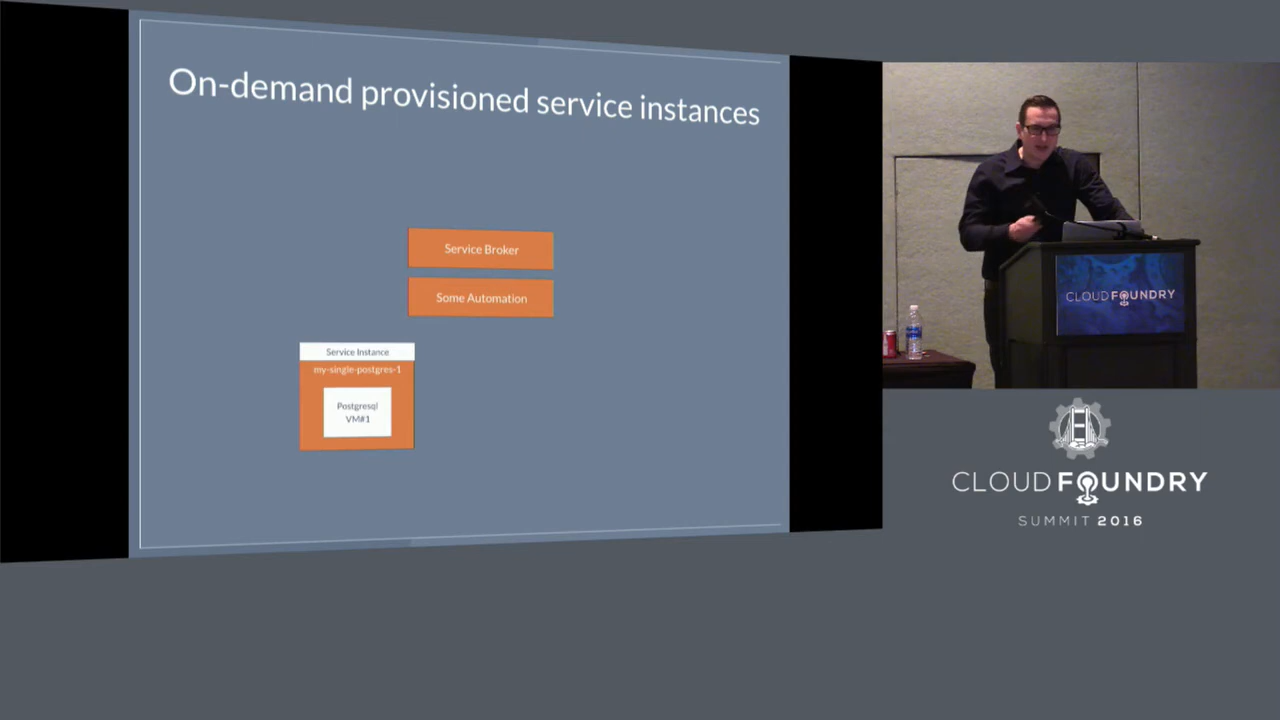 On-demand provisioned service instances
Service Broker
Some Automation
Service Instance
my-single-postgres-1
Postgresql
VM#1
CLOUD FOUNDRY
CLOUD FOUNDRY
SUMMIT 2016